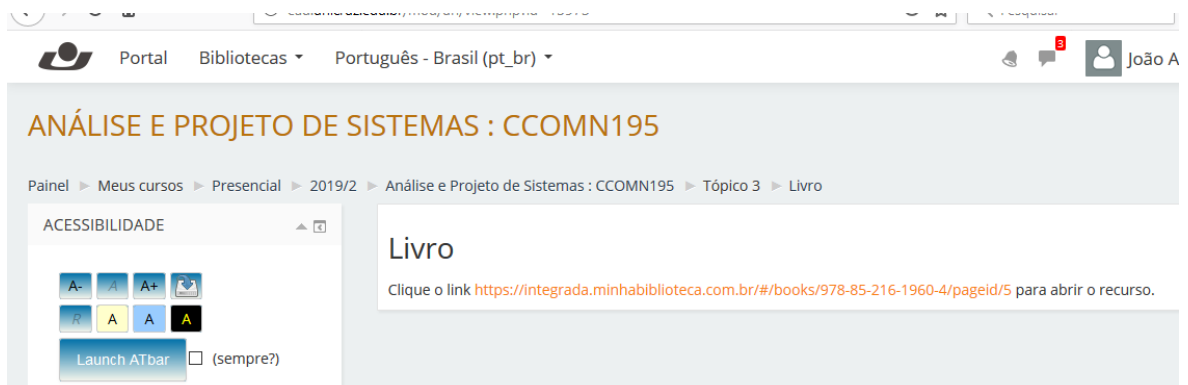 Portal Bibliotecas Português - Brasil (pt_br) 3 João A
ANÁLISE E PROJETO DE SISTEMAS : CCOMN195
Painel Meus cursos Presencial 2019/2 Análise e Projeto de Sistemas : CCOMN195 Tópico 3 Livro
ACESSIBILIDADE
A- A A+
R A A A
Launch ATbar (sempre?)
Livro
Clique o link https://integrada.minhabiblioteca.com.br/#/books/978-85-216-1960-4/pageid/5 para abrir o recurso.